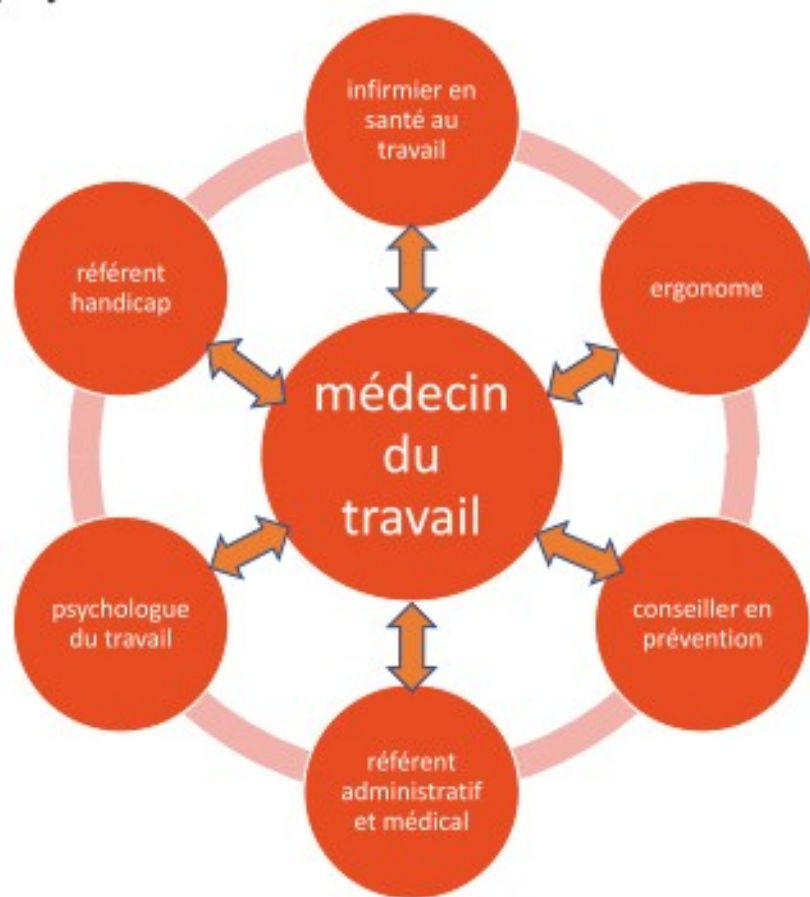 infirmier en
santé au
travail
référent
handicap
ergonome
médecin
du
travail
psychologue
du travail
conseiller en
prévention
référent
administratif
et médical